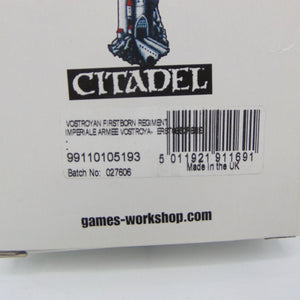 CITADEL
VOSTROYAN FIRSTBORN REGIMENT
IMPERIALE ARMEE VOSTROYA-
99110105193
5 011921 911691
Batch No: 027606
Made in the UK
games-workshop.com